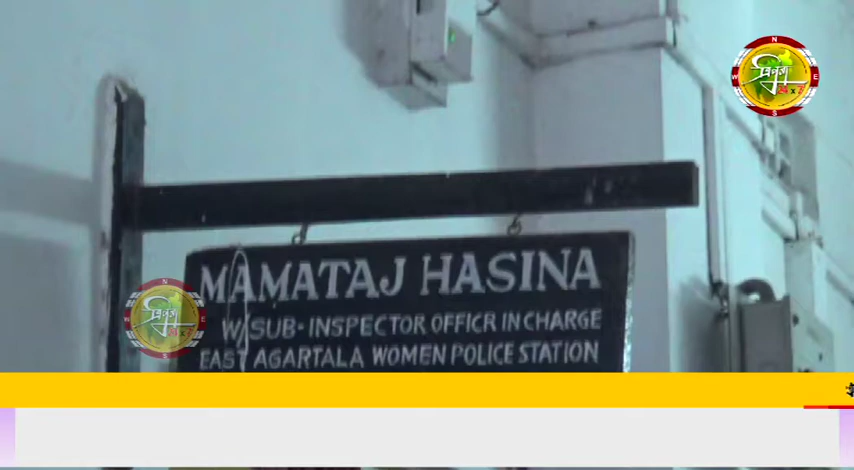 MAMATAJ HASINA
W/SUB-INSPECTOR OFFICR IN CHARGE
EAST AGARTALA WOMEN POLICE STATION